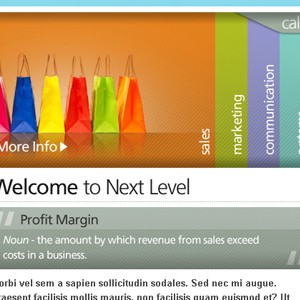 cal
More Info
sales
marketing
communication
Welcome to Next Level
Profit Margin
Noun - the amount by which revenue from sales exceed
costs in a business.
orbi vel sem a sapien sollicitudin sodales. Sed nec mi augue.
raesent facilisis mollis mauris, non facilisis quam euismod et? Ut